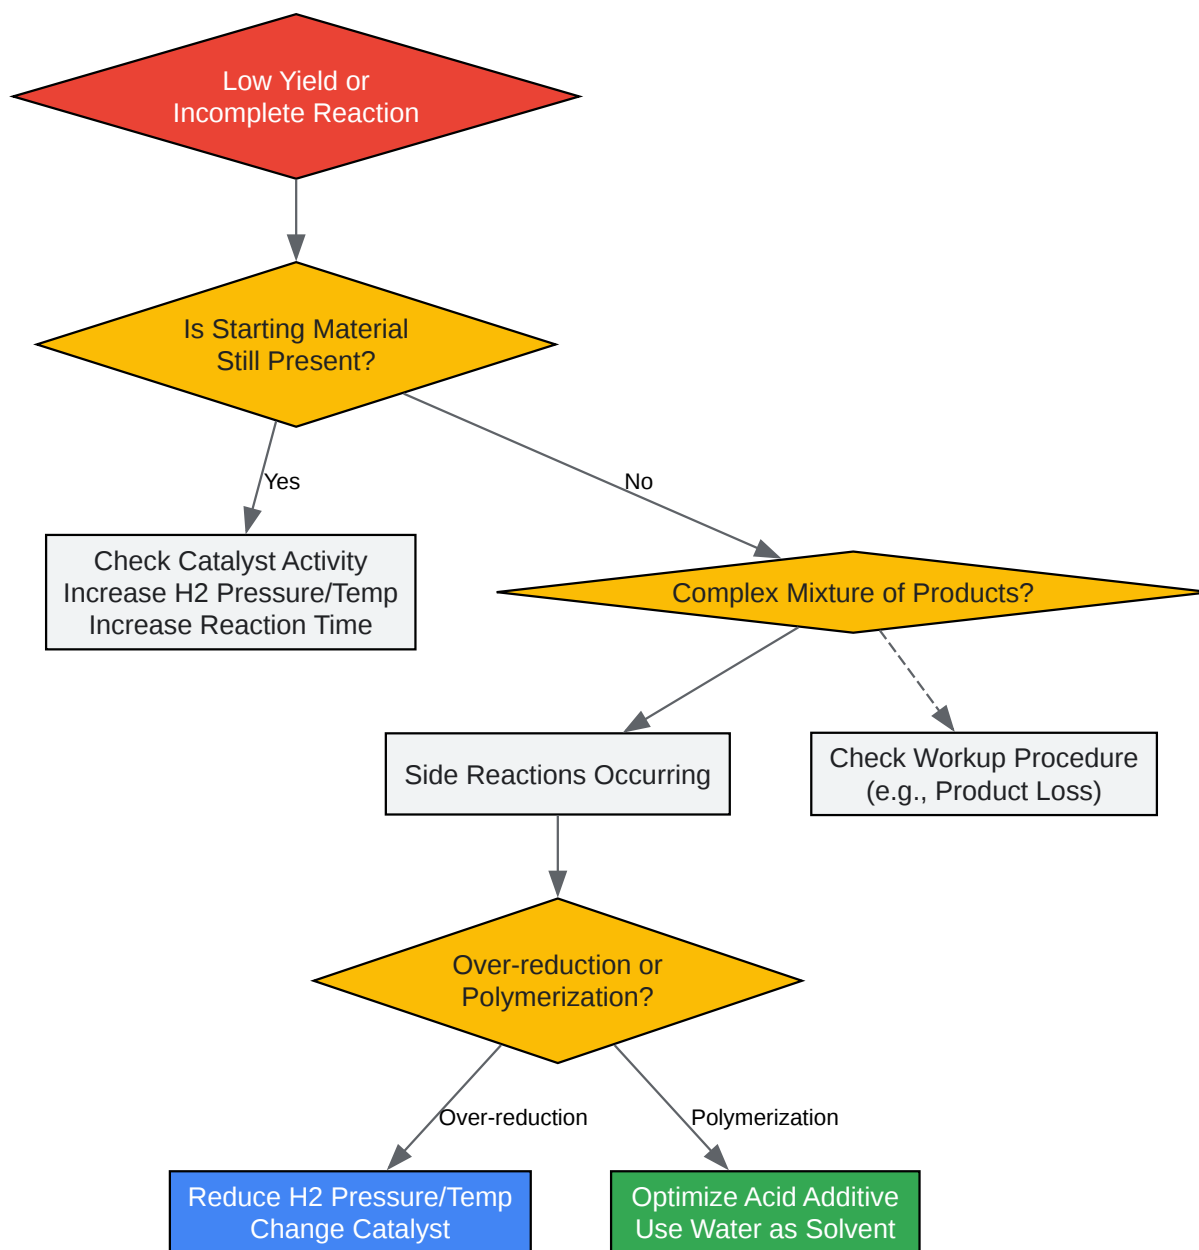 Low Yield or
Incomplete Reaction
Is Starting Material
Still Present?
Yes
No
Check Catalyst Activity
Increase H2 Pressure/Temp
Increase Reaction Time
Complex Mixture of Products?
Side Reactions Occurring
Check Workup Procedure
(e.g., Product Loss)
Over-reduction or
Polymerization?
Over-reduction
Polymerization
Reduce H2 Pressure/Temp
Change Catalyst
Optimize Acid Additive
Use Water as Solvent